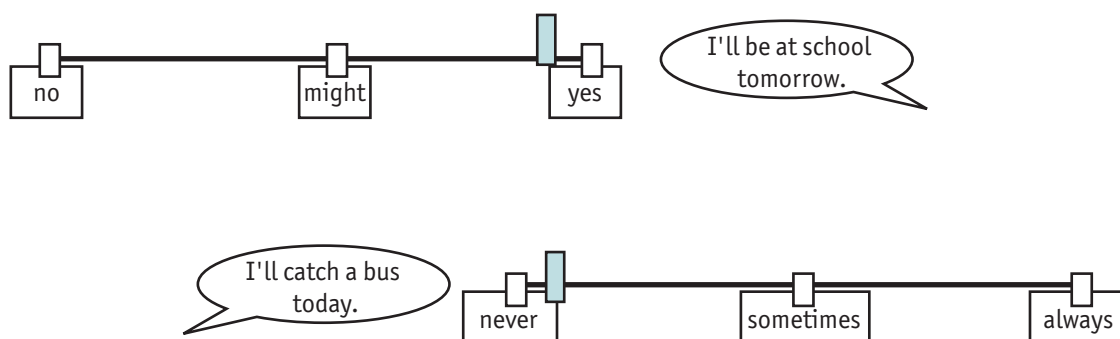 I'll be at school
tomorrow.
no
might
yes
I'll catch a bus
today.
never
sometimes
always